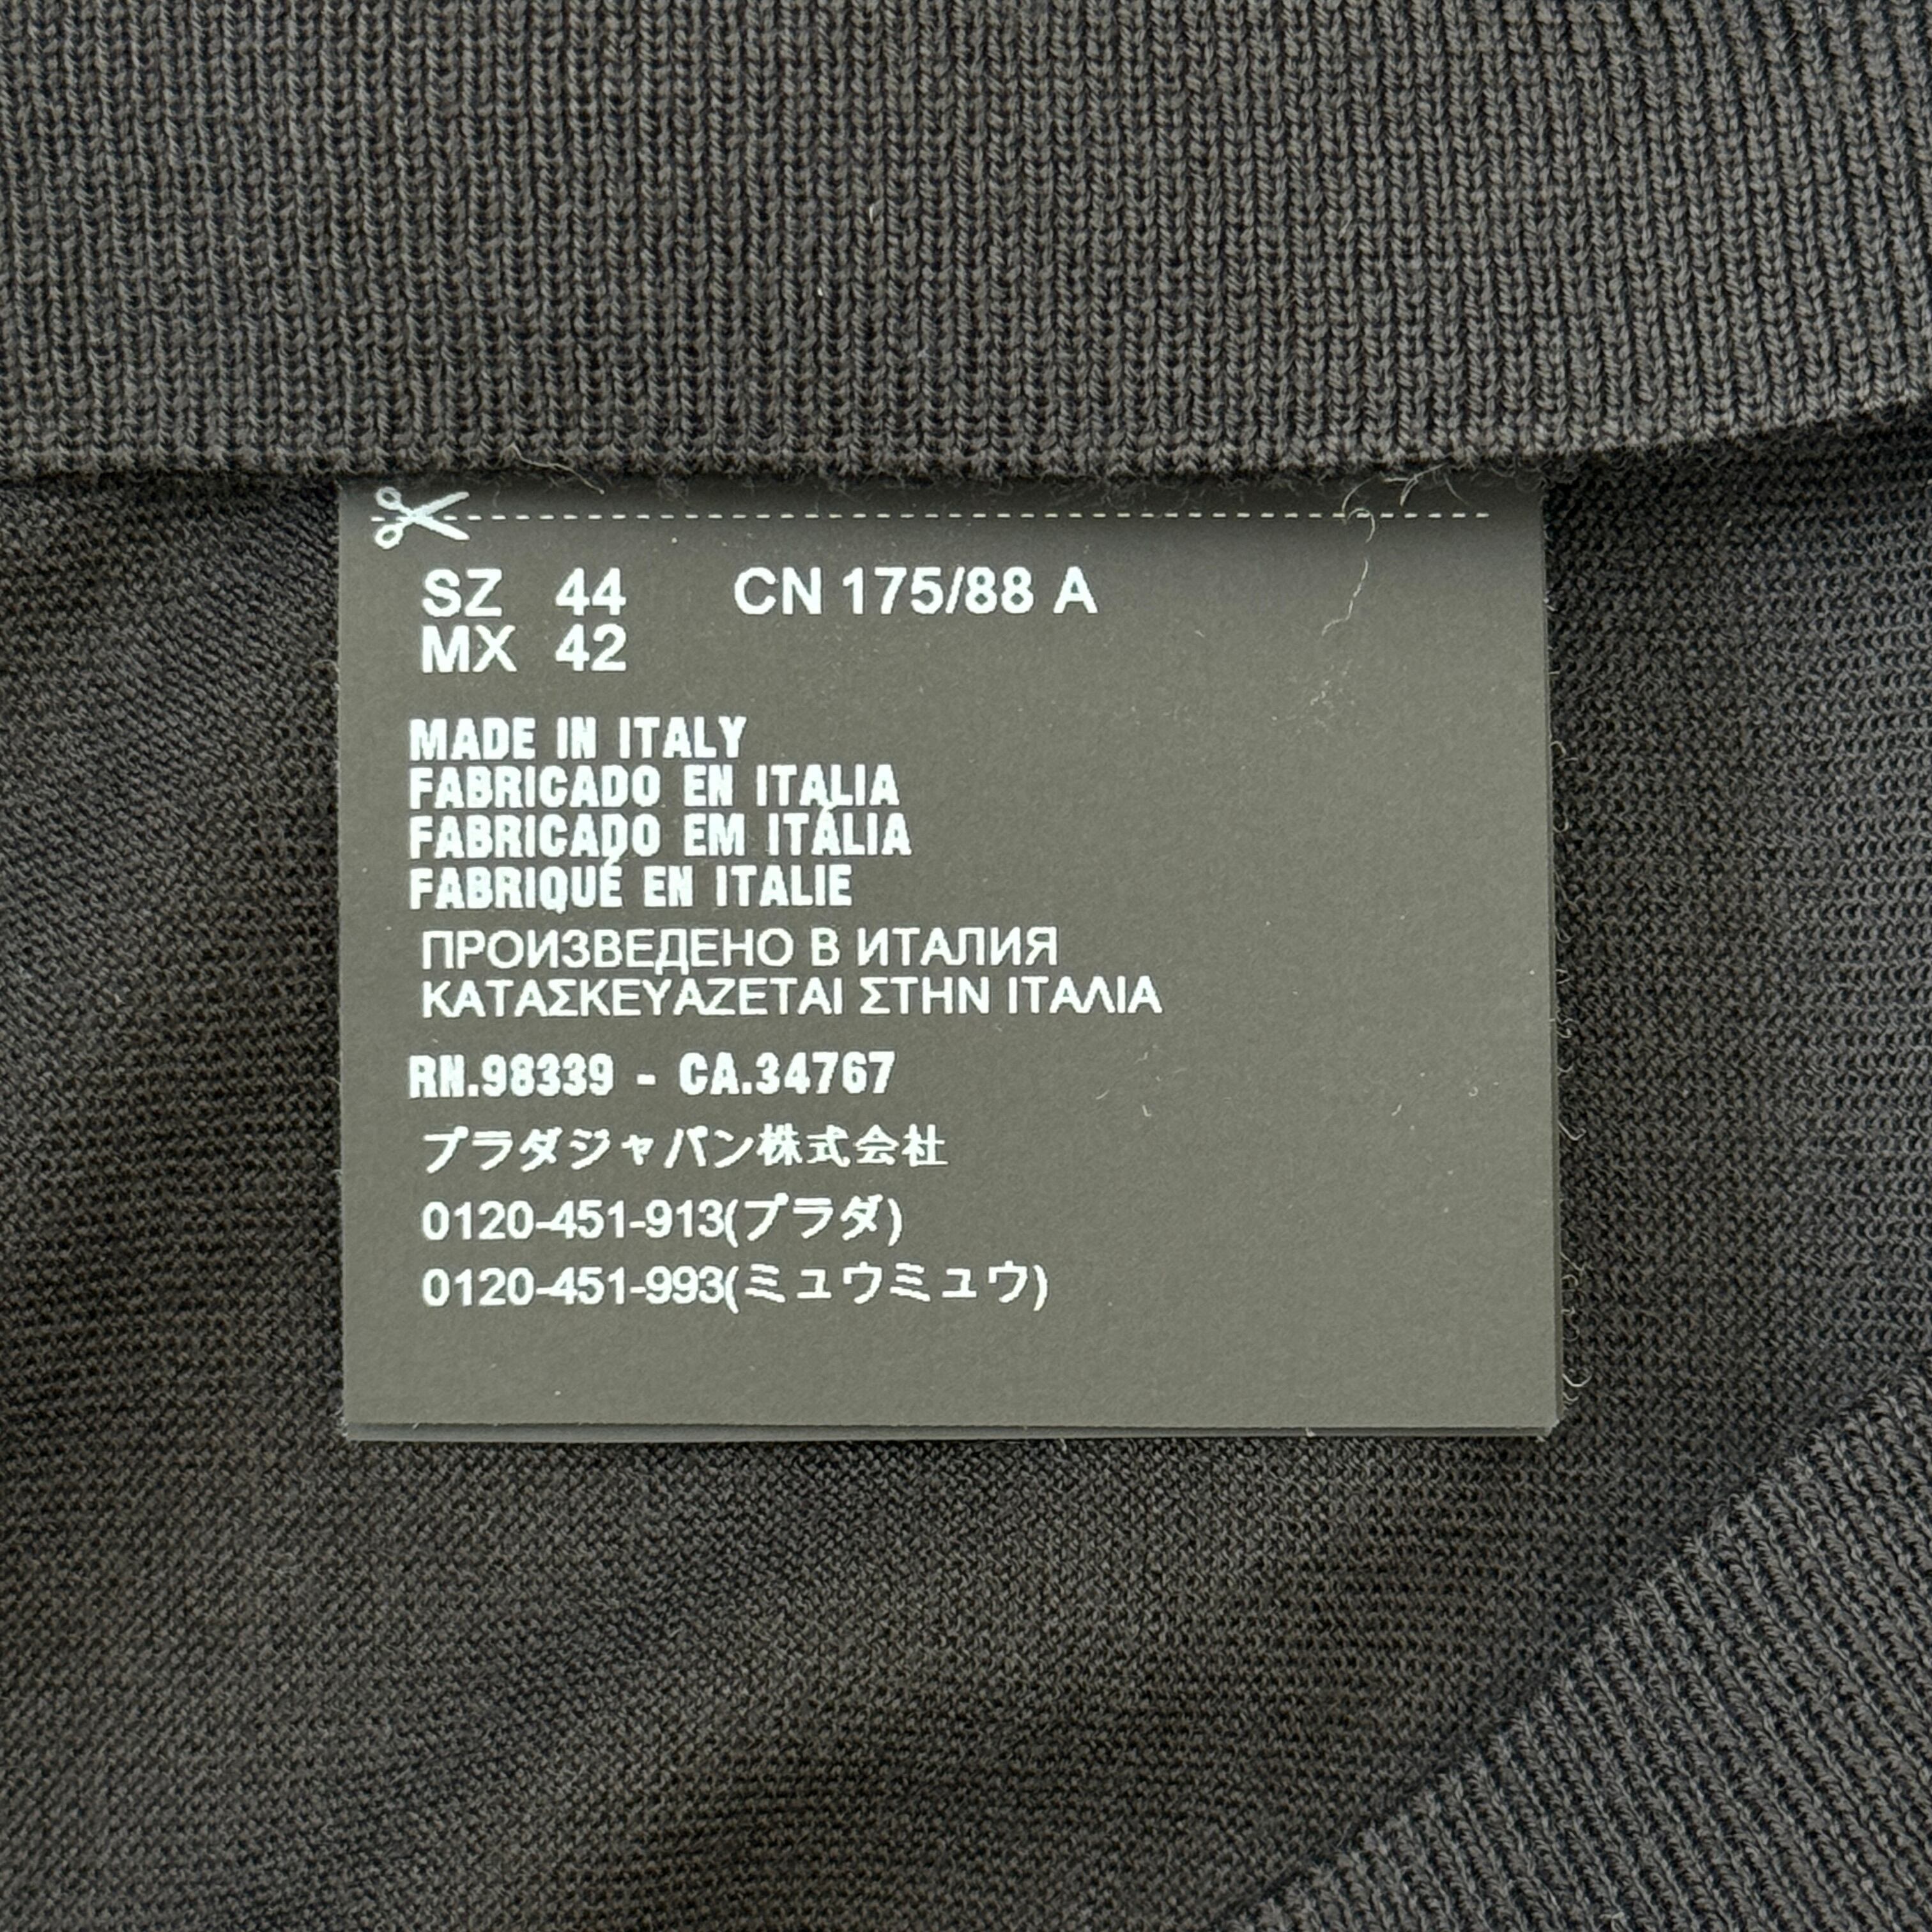 SZ 44 CN 175/88 A
MX 42
MADE IN ITALY
FABRICADO EN ITALIA
FABRICADO EM ITÁLIA
FABRIQUÉ EN ITALIE
ПРОИЗВЕДЕНО В ИТАЛИЯ
ΚΑΤΑΣΚΕΥΑΖΕΤΑΙ ΣΤΗΝ ΙΤΑΛΙΑ
RN.98339 - CA.34767
プラダジャパン株式会社
0120-451-913(プラダ)
0120-451-993(ミュウミュウ)